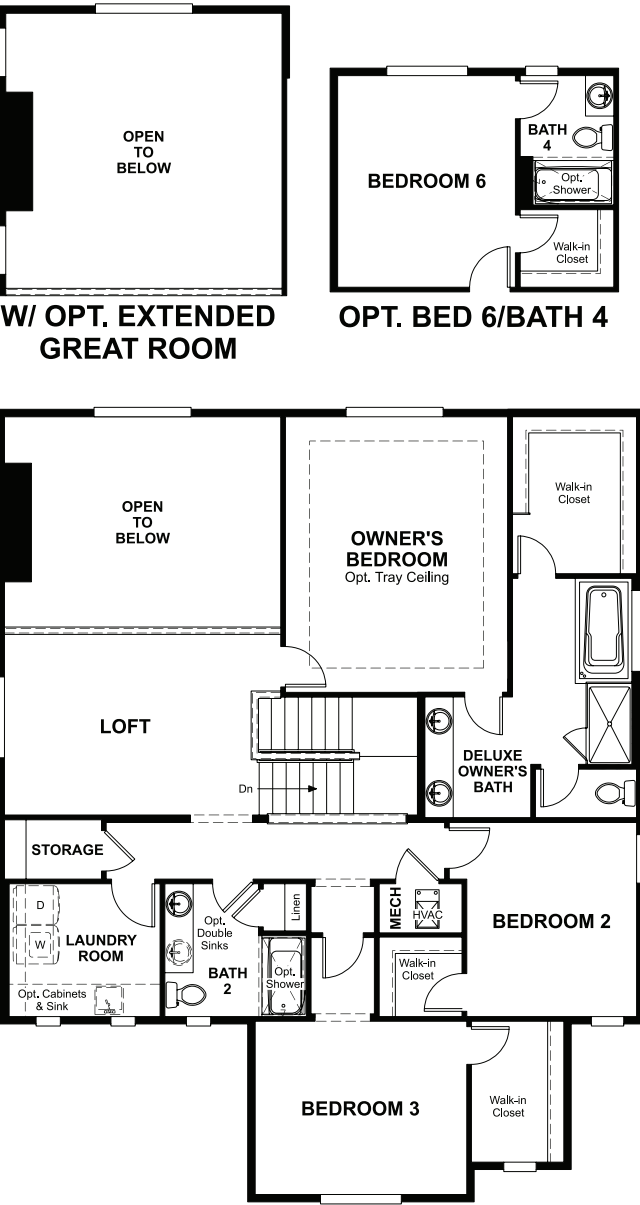 OPEN
TO
BELOW
W/ OPT. EXTENDED
GREAT ROOM
BEDROOM 6
BATH
4
Opt.
Shower
Walk-in
Closet
OPT. BED 6/BATH 4
OPEN
TO
BELOW
OWNER'S
BEDROOM
Opt. Tray Ceiling
Walk-in
Closet
LOFT
Dn
DELUXE
OWNER'S
BATH
STORAGE
D
W
LAUNDRY
ROOM
Opt. Cabinets
& Sink
Opt.
Double
Sinks
BATH
2
Linen
Opt.
Shower
MECH
HVAC
Walk-in
Closet
BEDROOM 2
BEDROOM 3
Walk-in
Closet